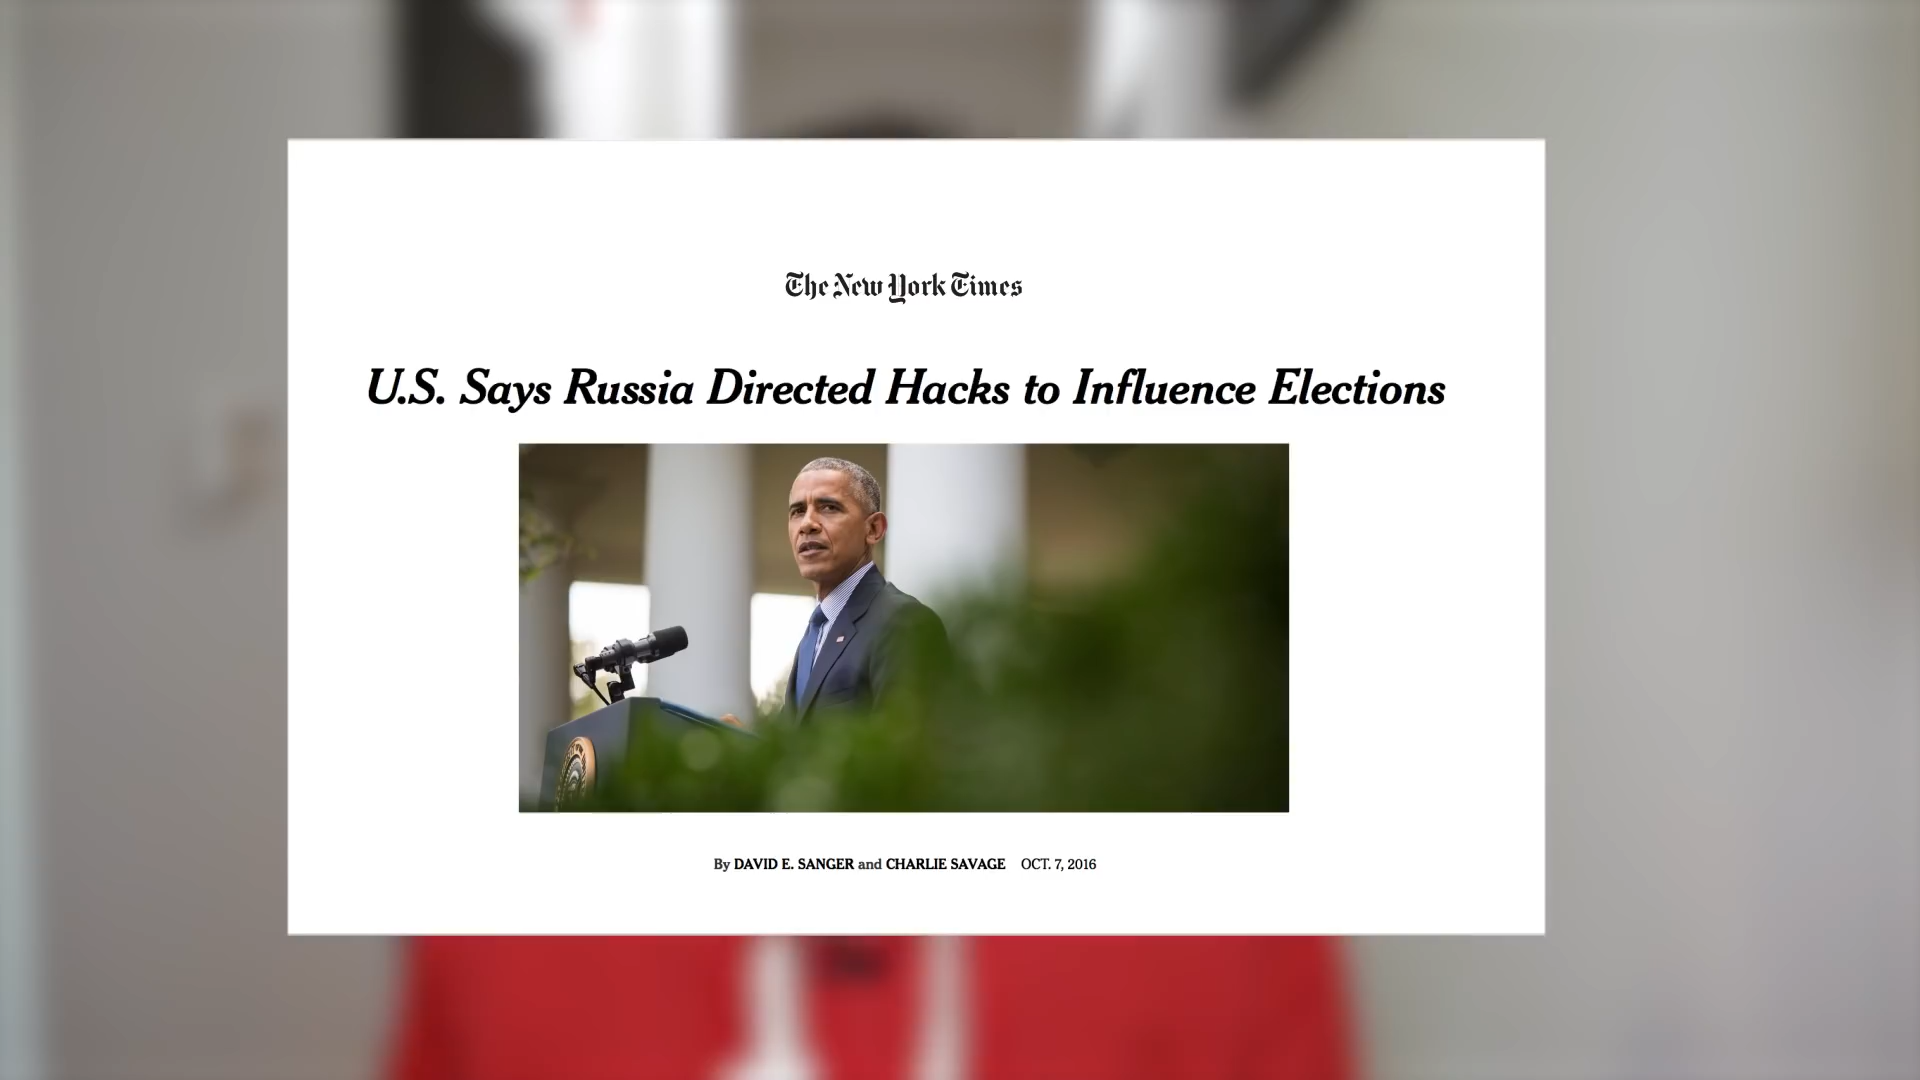 The New York Times
U.S. Says Russia Directed Hacks to Influence Elections
By DAVID E. SANGER and CHARLIE SAVAGE OCT. 7, 2016